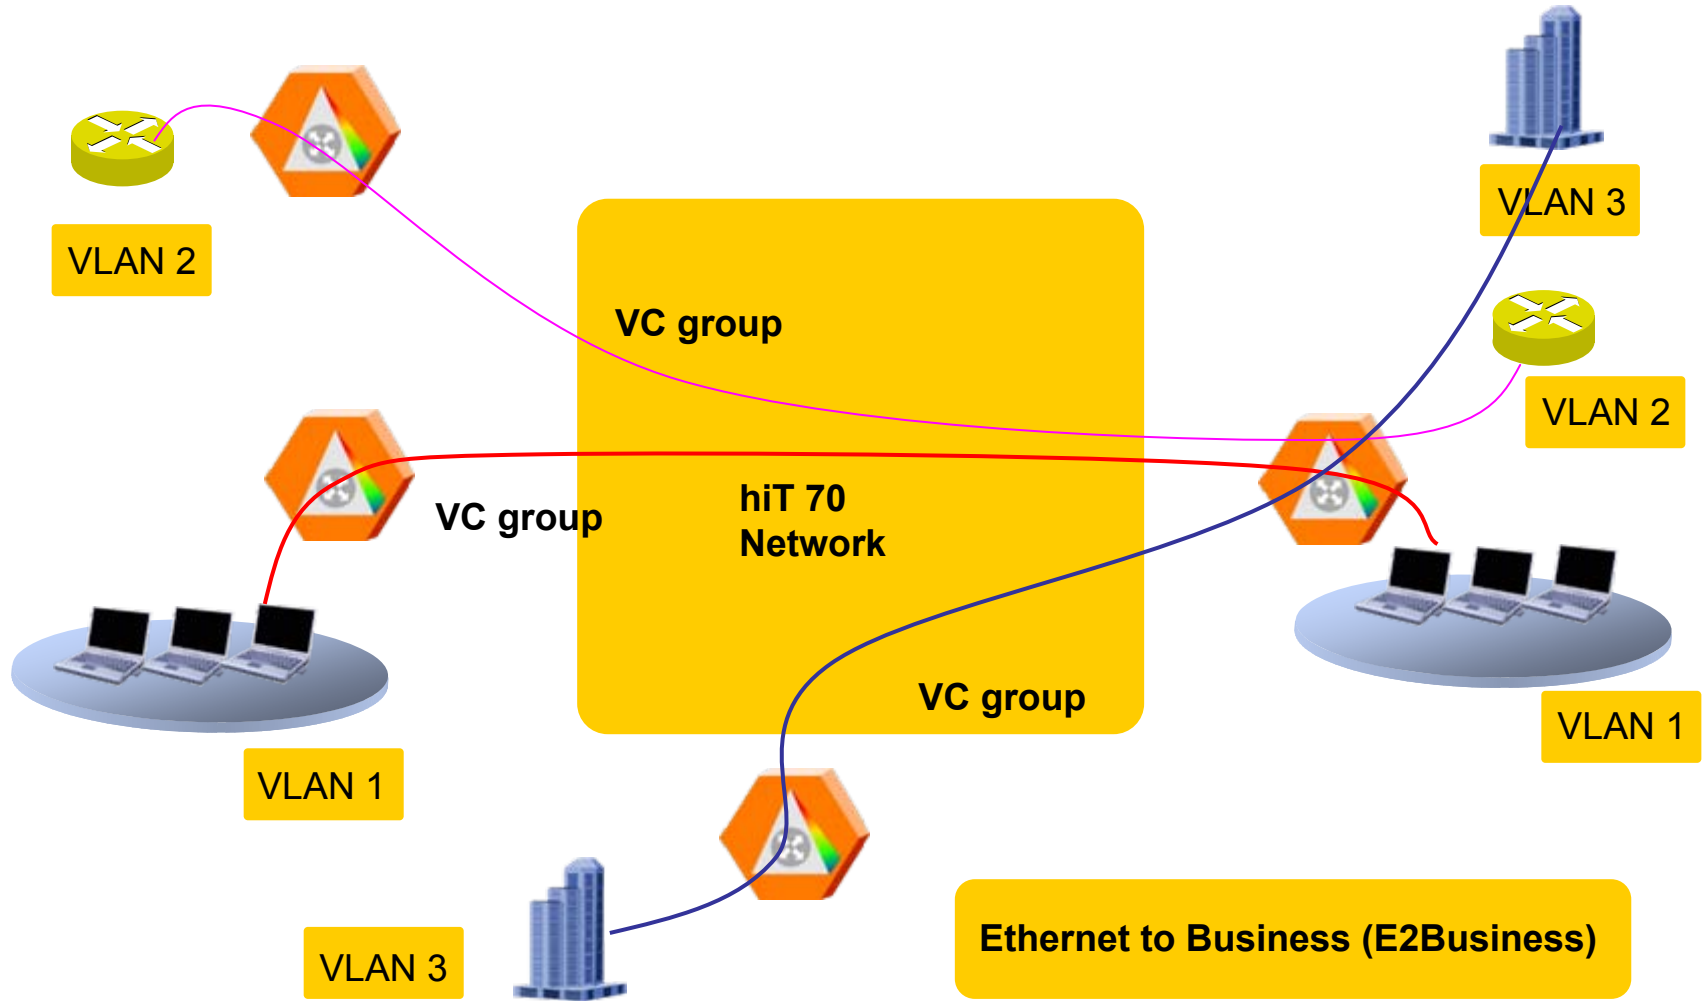 VLAN 3
VLAN 2
VC group
VLAN 2
hiT 70
Network
VC group
VC group
VLAN 1
VLAN 1
Ethernet to Business (E2Business)
VLAN 3